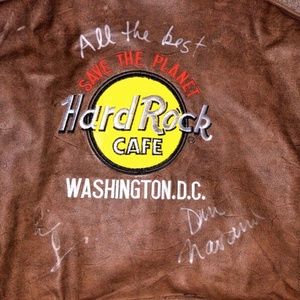 All the best
SAVE THE PLANET
Hard Rock
CAFE
WASHINGTON.D.C.